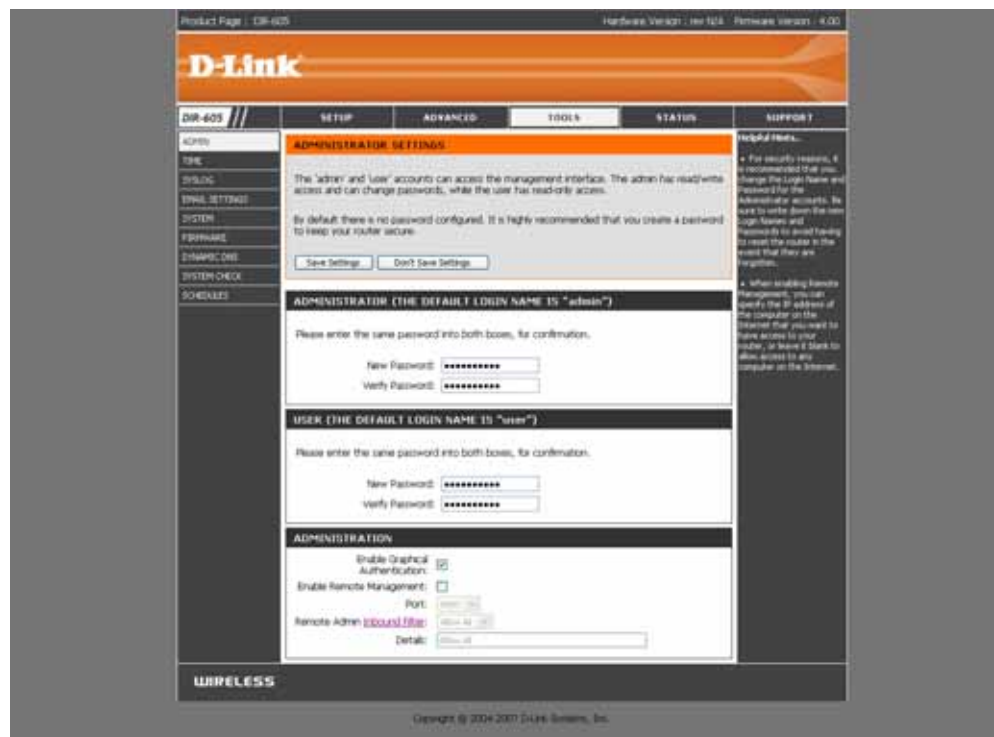 Product Page : DIR-605 Hardware Version : rev N/A Firmware Version : 4.00
D-Link
DIR-605 SETUP ADVANCED TOOLS STATUS SUPPORT
ADMIN
TIME
SYSLOG
EMAIL SETTINGS
SYSTEM
FIRMWARE
DYNAMIC DNS
SYSTEM CHECK
SCHEDULES
ADMINISTRATOR SETTINGS
The 'admin' and 'user' accounts can access the management interface. The admin has read/write
access and can change passwords, while the user has read-only access.
By default there is no password configured. It is highly recommended that you create a password
to keep your router secure.
Save Settings Don't Save Settings
ADMINISTRATOR (THE DEFAULT LOGIN NAME IS "admin")
Please enter the same password into both boxes, for confirmation.
New Password: ••••••••••
Verify Password: ••••••••••
USER (THE DEFAULT LOGIN NAME IS "user")
Please enter the same password into both boxes, for confirmation.
New Password: ••••••••••
Verify Password: ••••••••••
ADMINISTRATION
Enable Graphical
Authentication:
Enable Remote Management:
Port:
Remote Admin Inbound Filter: Allow All
Details: Allow All
Helpful Hints...
• For security reasons, it
is recommended that you
change the Login Name and
Password for the
Administrator accounts. Be
sure to write down the new
Login Names and
Passwords to avoid having
to reset the router in the
event that they are
forgotten.
• When enabling Remote
Management, you can
specify the IP address of
the computer on the
Internet that you want to
have access to your
router, or leave it blank to
allow access to any
computer on the Internet.
WIRELESS
Copyright © 2004-2007 D-Link Systems, Inc.